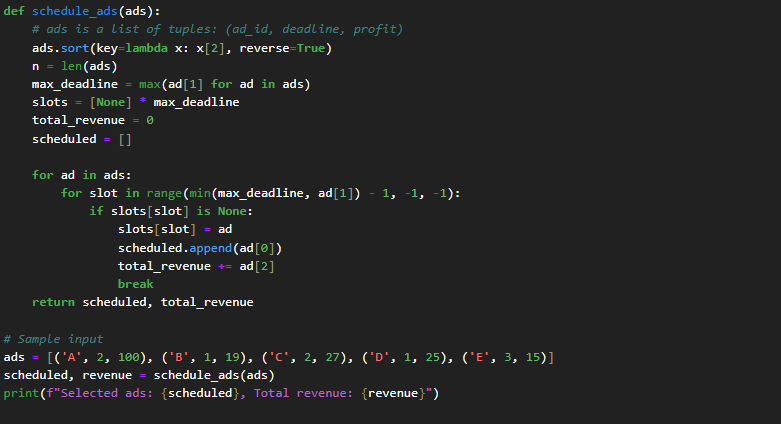 def schedule_ads(ads):
    # ads is a list of tuples: (ad_id, deadline, profit)
    ads.sort(key=lambda x: x[2], reverse=True)
    n = len(ads)
    max_deadline = max(ad[1] for ad in ads)
    slots = [None] * max_deadline
    total_revenue = 0
    scheduled = []

    for ad in ads:
        for slot in range(min(max_deadline, ad[1]) - 1, -1, -1):
            if slots[slot] is None:
                slots[slot] = ad
                scheduled.append(ad[0])
                total_revenue += ad[2]
                break
    return scheduled, total_revenue

# Sample input
ads = [('A', 2, 100), ('B', 1, 19), ('C', 2, 27), ('D', 1, 25), ('E', 3, 15)]
scheduled, revenue = schedule_ads(ads)
print(f"Selected ads: {scheduled}, Total revenue: {revenue}")